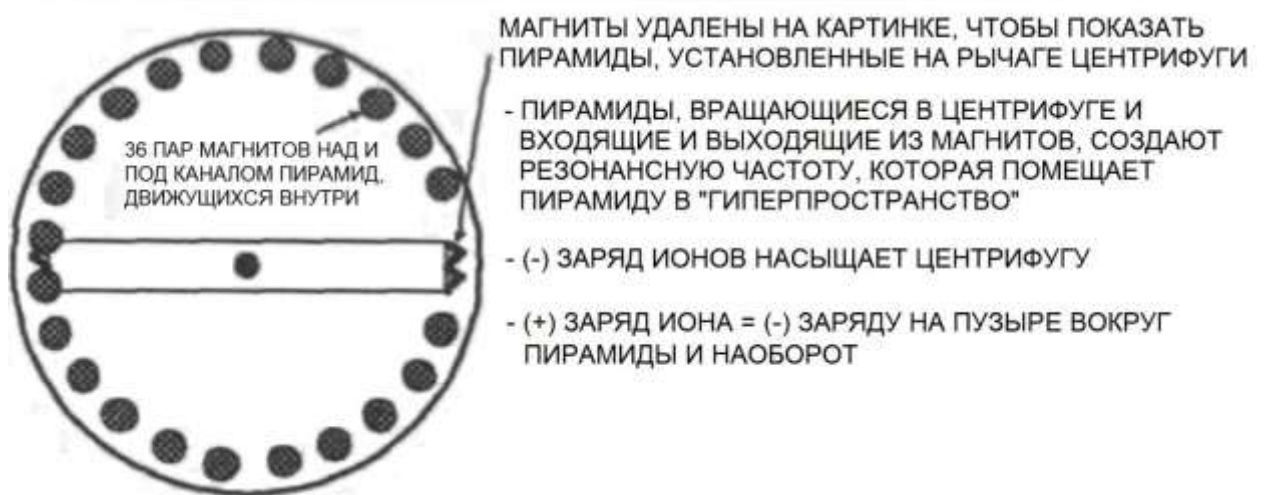 МАГНИТЫ УДАЛЕНЫ НА КАРТИНКЕ, ЧТОБЫ ПОКАЗАТЬ
ПИРАМИДЫ, УСТАНОВЛЕННЫЕ НА РЫЧАГЕ ЦЕНТРИФУГИ
- ПИРАМИДЫ, ВРАЩАЮЩИЕСЯ В ЦЕНТРИФУГЕ И
ВХОДЯЩИЕ И ВЫХОДЯЩИЕ ИЗ МАГНИТОВ, СОЗДАЮТ
РЕЗОНАНСНУЮ ЧАСТОТУ, КОТОРАЯ ПОМЕЩАЕТ
ПИРАМИДУ В "ГИПЕРПРОСТРАНСТВО"
- (-) ЗАРЯД ИОНОВ НАСЫЩАЕТ ЦЕНТРИФУГУ
- (+) ЗАРЯД ИОНА = (-) ЗАРЯДУ НА ПУЗЫРЕ ВОКРУГ
ПИРАМИДЫ И НАОБОРОТ
36 ПАР МАГНИТОВ НАД И
ПОД КАНАЛОМ ПИРАМИД,
ДВИЖУЩИХСЯ ВНУТРИ